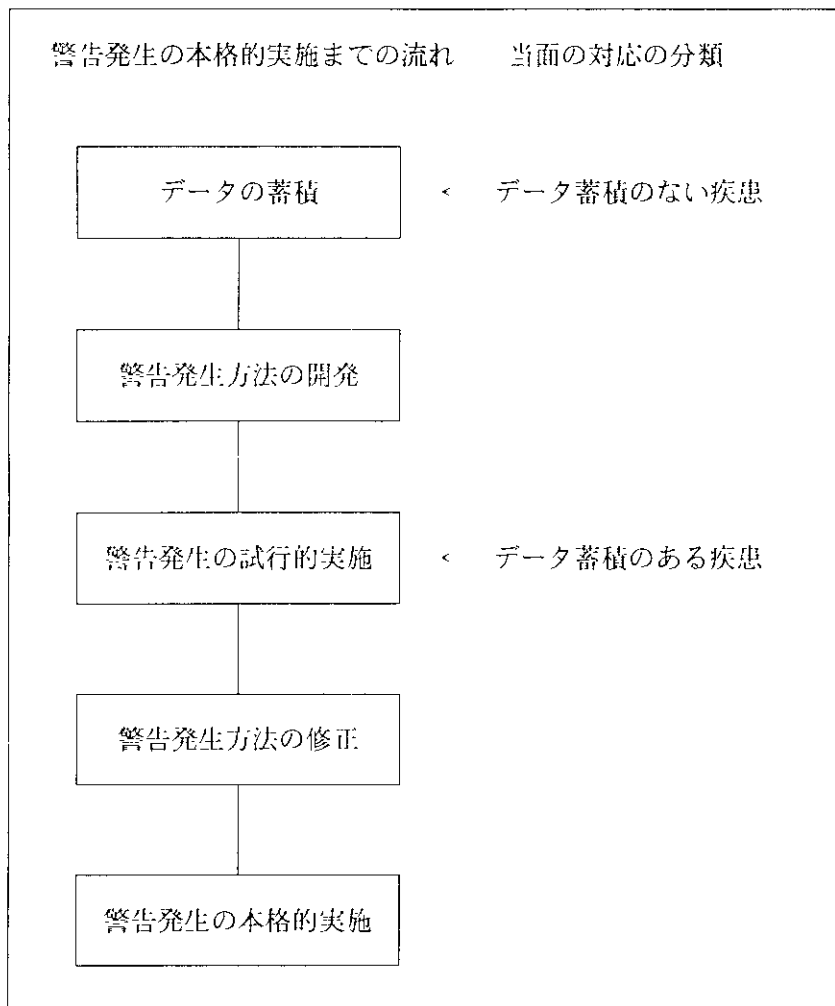 警告発生の本格的実施までの流れ 当面の対応の分類
データの蓄積 < データ蓄積のない疾患
警告発生方法の開発
警告発生の試行的実施 < データ蓄積のある疾患
警告発生方法の修正
警告発生の本格的実施